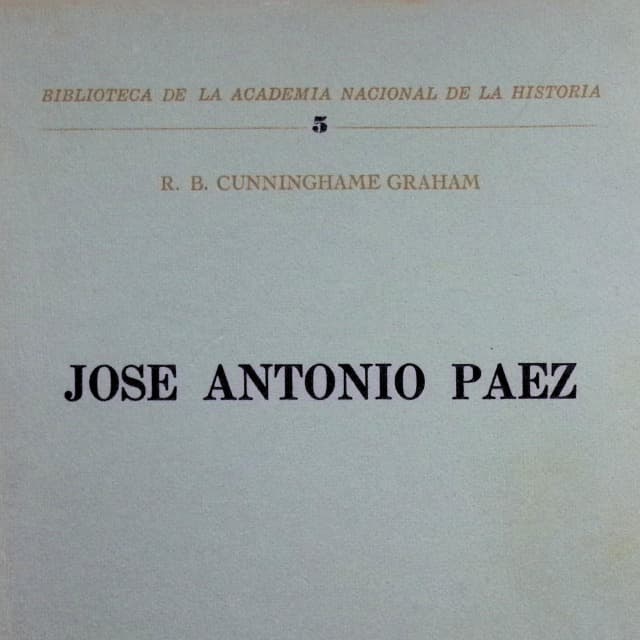 BIBLIOTECA DE LA ACADEMIA NACIONAL DE LA HISTORIA
5
R. B. CUNNINGHAME GRAHAM
JOSE ANTONIO PAEZ